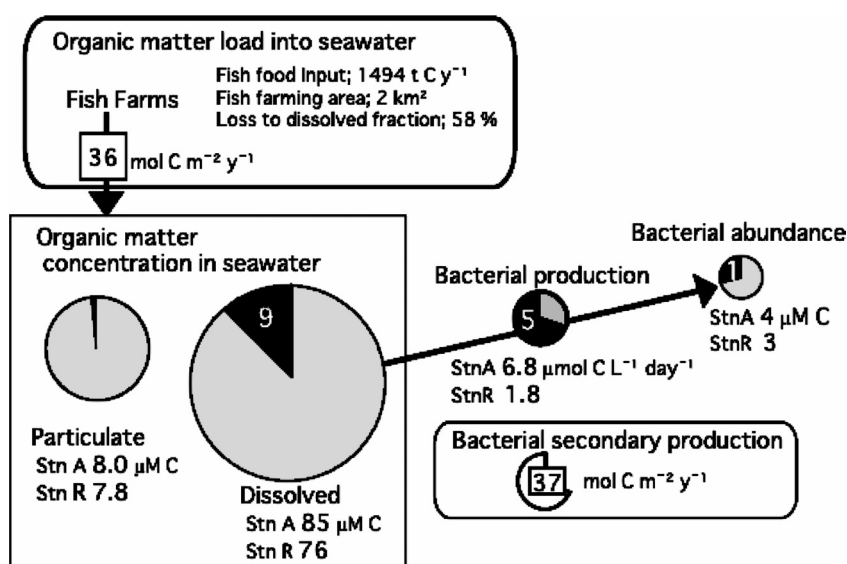 Organic matter load into seawater
Fish food Input; 1494 t C y⁻¹
Fish Farms
Fish farming area; 2 km²
Loss to dissolved fraction; 58 %
36 mol C m⁻² y⁻¹
Organic matter
concentration in seawater
Bacterial abundance
Bacterial production
1
9
5
StnA 4 μM C
StnR 3
StnA 6.8 μmol C L⁻¹ day⁻¹
StnR 1.8
Particulate
Stn A 8.0 μM C
Stn R 7.8
Bacterial secondary production
37 mol C m⁻² y⁻¹
Dissolved
Stn A 85 μM C
Stn R 76